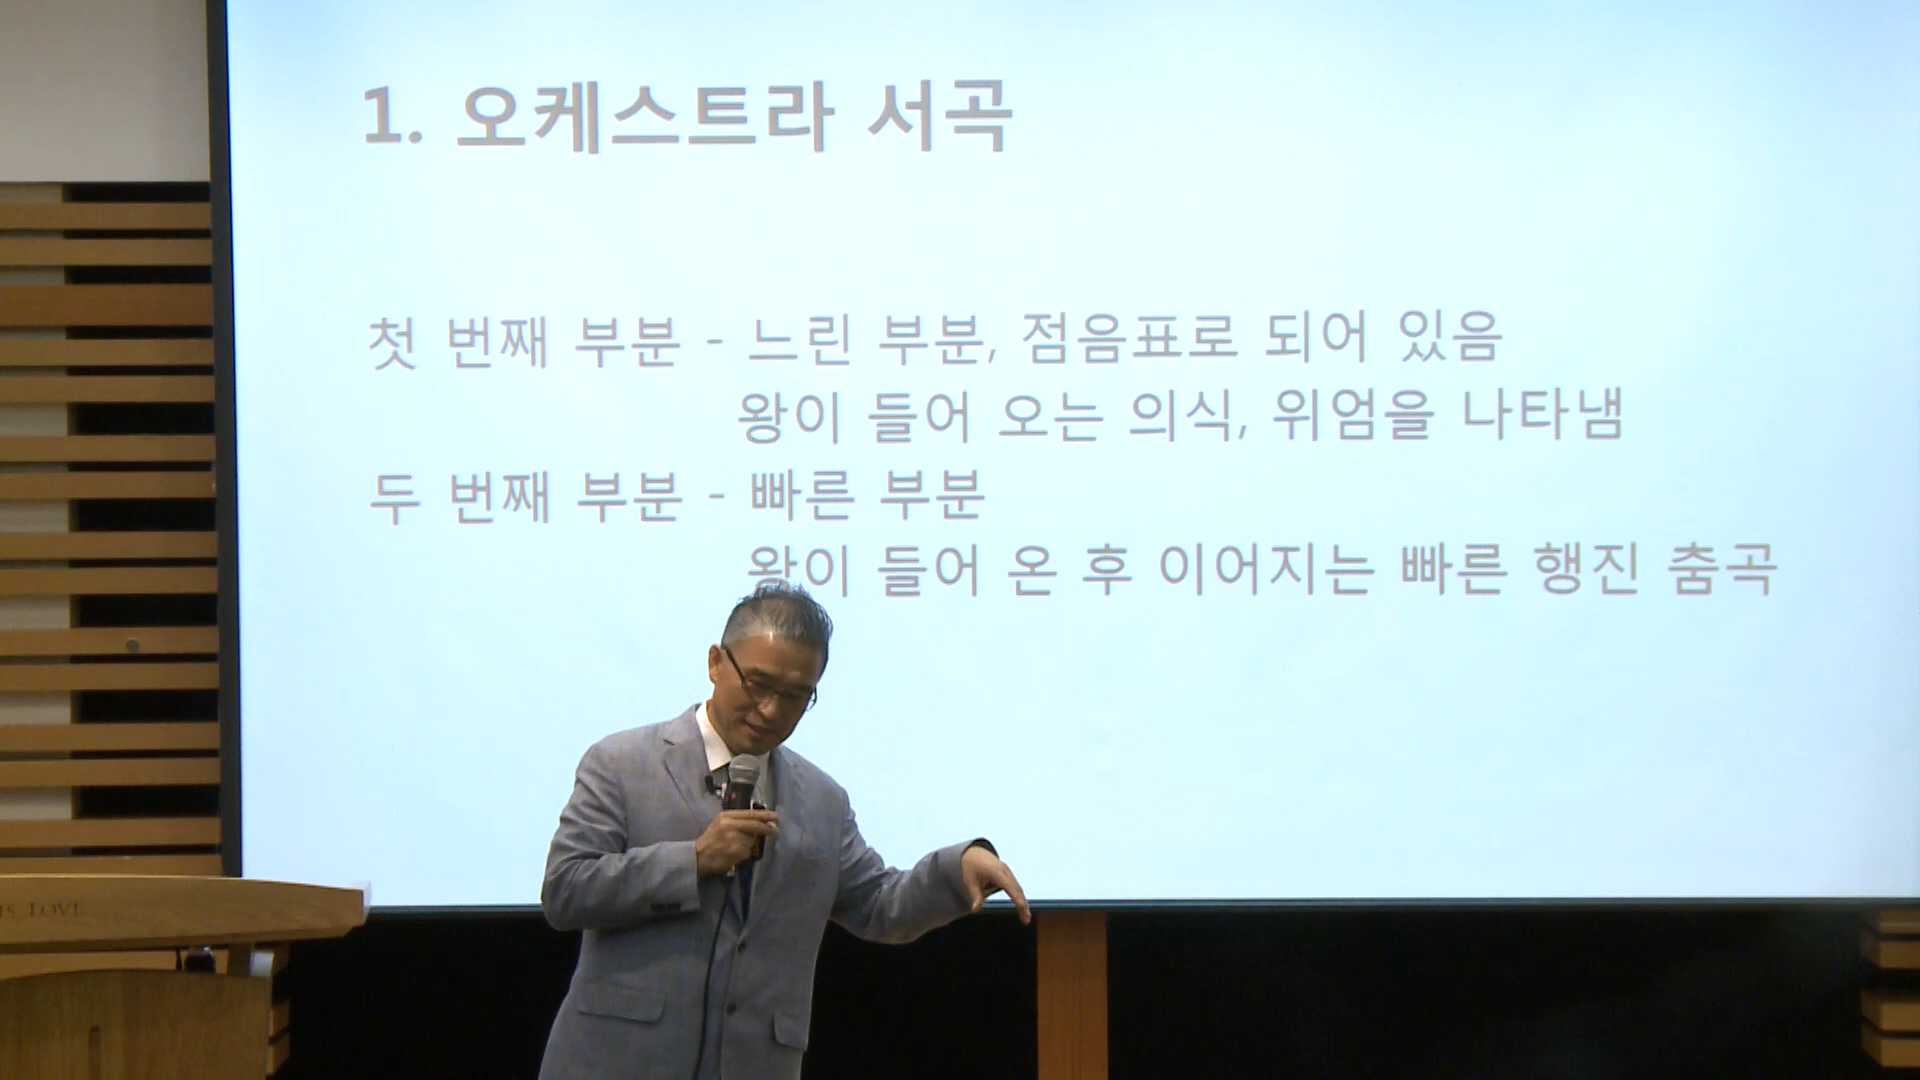 1. 오케스트라 서곡
첫 번째 부분 - 느린 부분, 점음표로 되어 있음
왕이 들어 오는 의식, 위엄을 나타냄
두 번째 부분 - 빠른 부분
왕이 들어 온 후 이어지는 빠른 행진 춤곡
IS LOVE